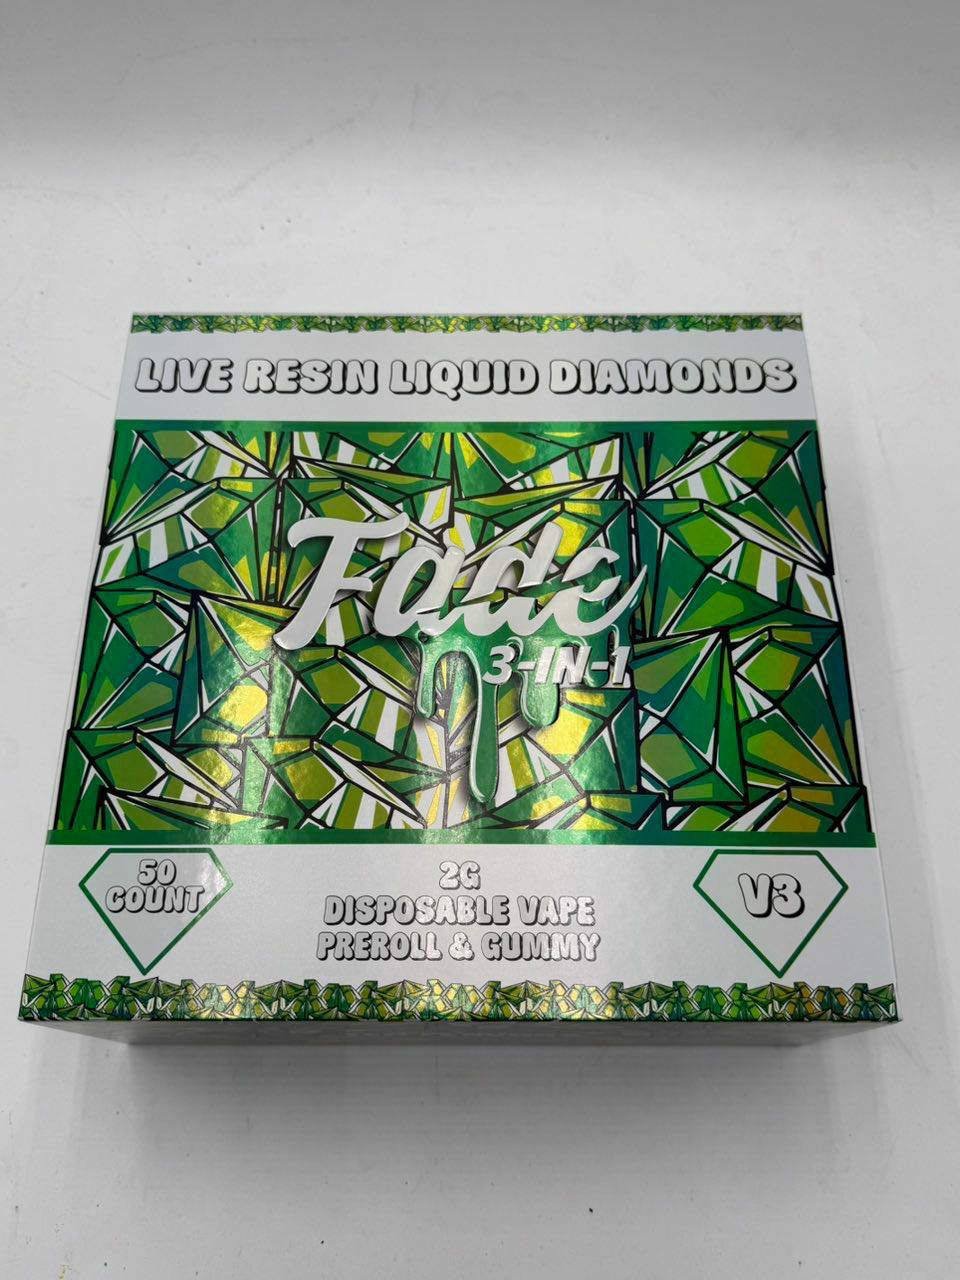 LIVE RESIN LIQUID DIAMONDS
Fade
3-IN-1
50
COUNT
2G
DISPOSABLE VAPE
PREROLL & GUMMY
V3